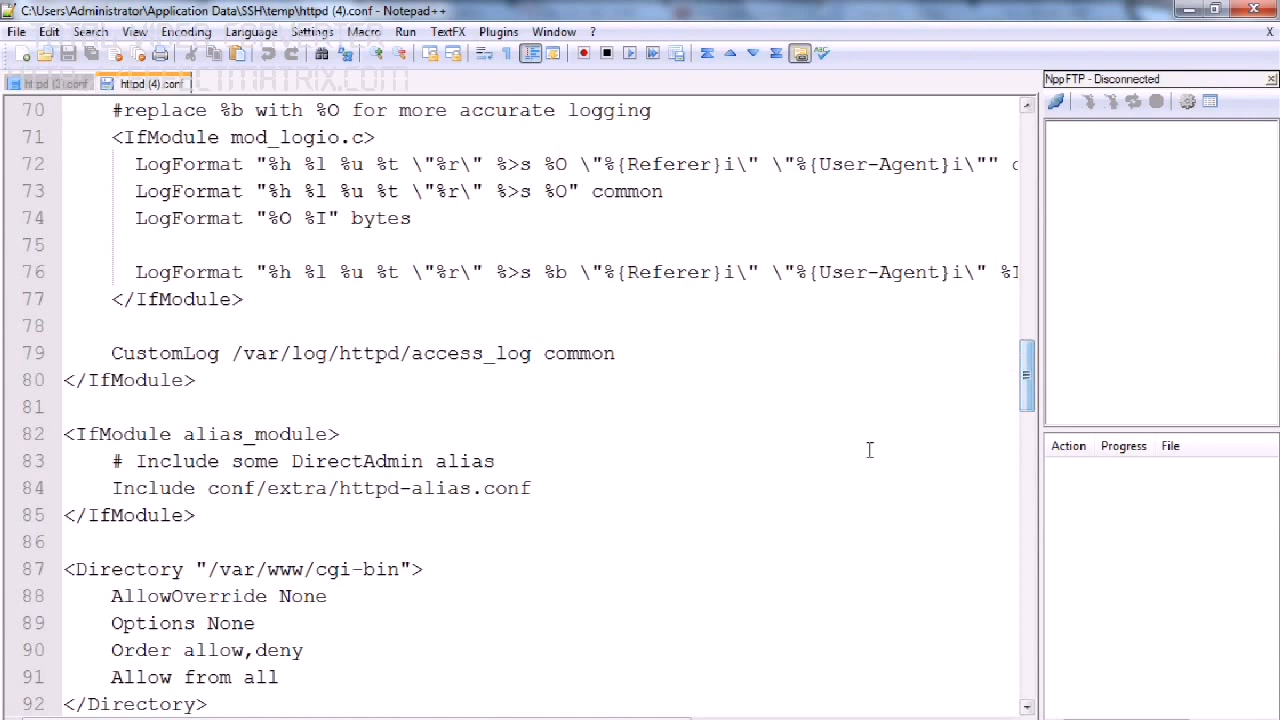 C:\Users\Administrator\Application Data\SSH\temp\httpd (4).conf - Notepad++
File Edit Search View Encoding Language Settings Macro Run TextFX Plugins Window ? X
httpd (3).conf httpd (4).conf
NppFTP - Disconnected
70 #replace %b with %O for more accurate logging
71 <IfModule mod_logio.c>
72 LogFormat "%h %l %u %t \"%r\" %>s %O \"%{Referer}i\" \"%{User-Agent}i\"" c
73 LogFormat "%h %l %u %t \"%r\" %>s %O" common
74 LogFormat "%O %I" bytes
75
76 LogFormat "%h %l %u %t \"%r\" %>s %b \"%{Referer}i\" \"%{User-Agent}i\" %I
77 </IfModule>
78
79 CustomLog /var/log/httpd/access_log common
80 </IfModule>
81
82 <IfModule alias_module>
83 # Include some DirectAdmin alias
84 Include conf/extra/httpd-alias.conf
85 </IfModule>
86
87 <Directory "/var/www/cgi-bin">
88 AllowOverride None
89 Options None
90 Order allow,deny
91 Allow from all
92 </Directory>
Action Progress File